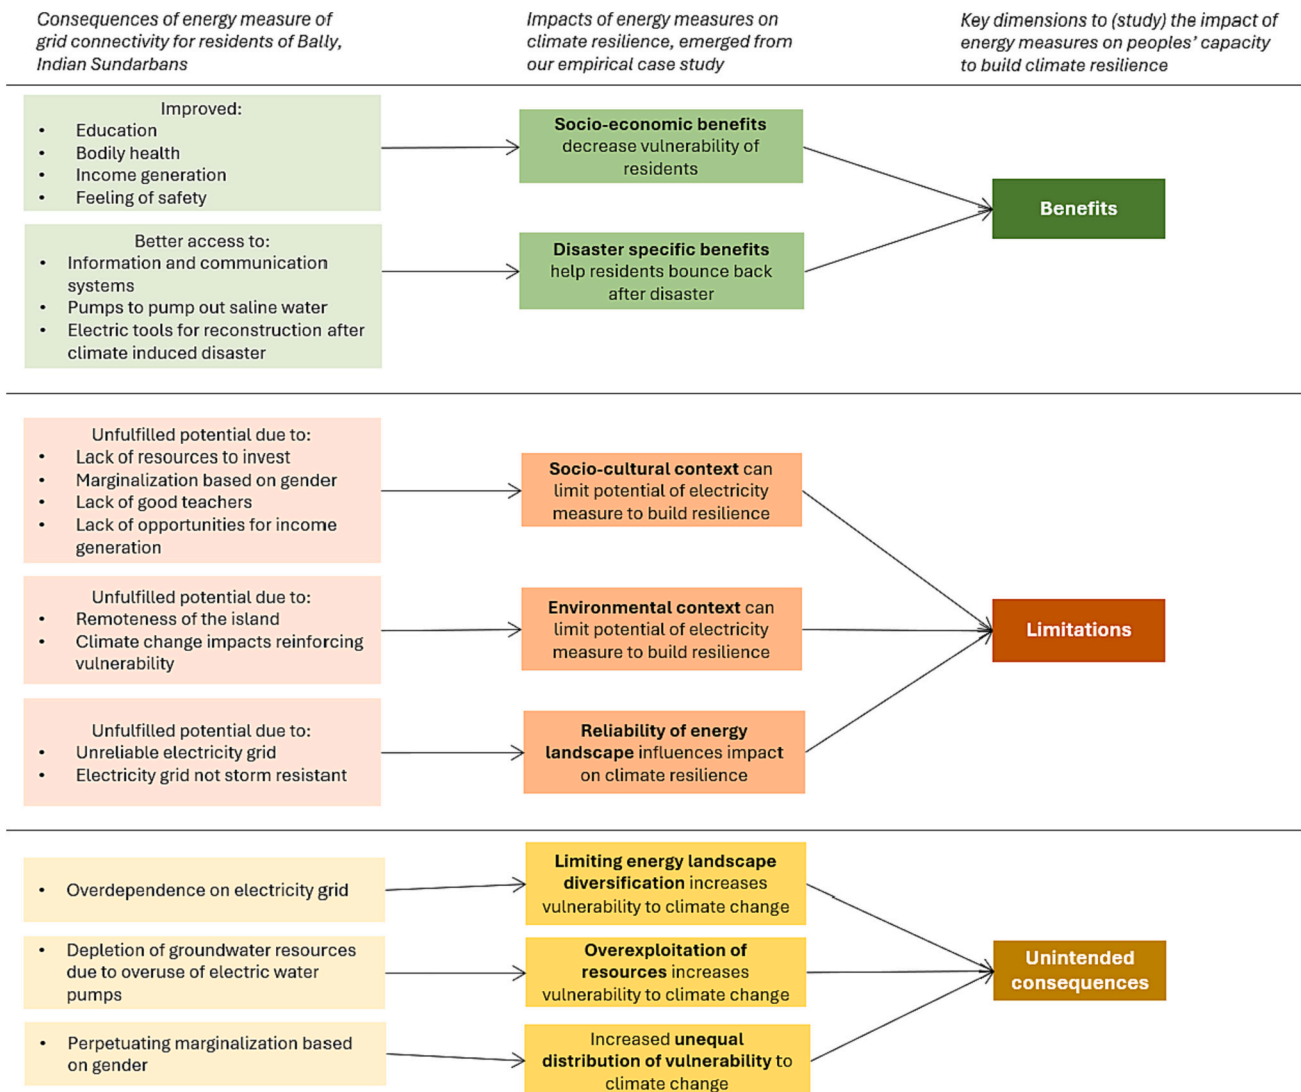 Consequences of energy measure of
grid connectivity for residents of Bally,
Indian Sundarbans
Impacts of energy measures on
climate resilience, emerged from
our empirical case study
Key dimensions to (study) the impact of
energy measures on peoples' capacity
to build climate resilience
Improved:
• Education
• Bodily health
• Income generation
• Feeling of safety
Socio-economic benefits
decrease vulnerability of
residents
Benefits
Better access to:
• Information and communication
systems
• Pumps to pump out saline water
• Electric tools for reconstruction after
climate induced disaster
Disaster specific benefits
help residents bounce back
after disaster
Unfulfilled potential due to:
• Lack of resources to invest
• Marginalization based on gender
• Lack of good teachers
• Lack of opportunities for income
generation
Socio-cultural context can
limit potential of electricity
measure to build resilience
Unfulfilled potential due to:
• Remoteness of the island
• Climate change impacts reinforcing
vulnerability
Environmental context can
limit potential of electricity
measure to build resilience
Limitations
Unfulfilled potential due to:
• Unreliable electricity grid
• Electricity grid not storm resistant
Reliability of energy
landscape influences impact
on climate resilience
• Overdependence on electricity grid
Limiting energy landscape
diversification increases
vulnerability to climate change
• Depletion of groundwater resources
due to overuse of electric water
pumps
Overexploitation of
resources increases
vulnerability to climate change
Unintended
consequences
• Perpetuating marginalization based
on gender
Increased unequal
distribution of vulnerability to
climate change